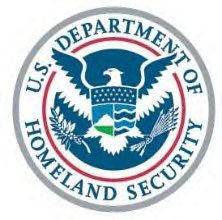 U.S. DEPARTMENT OF
HOMELAND SECURITY